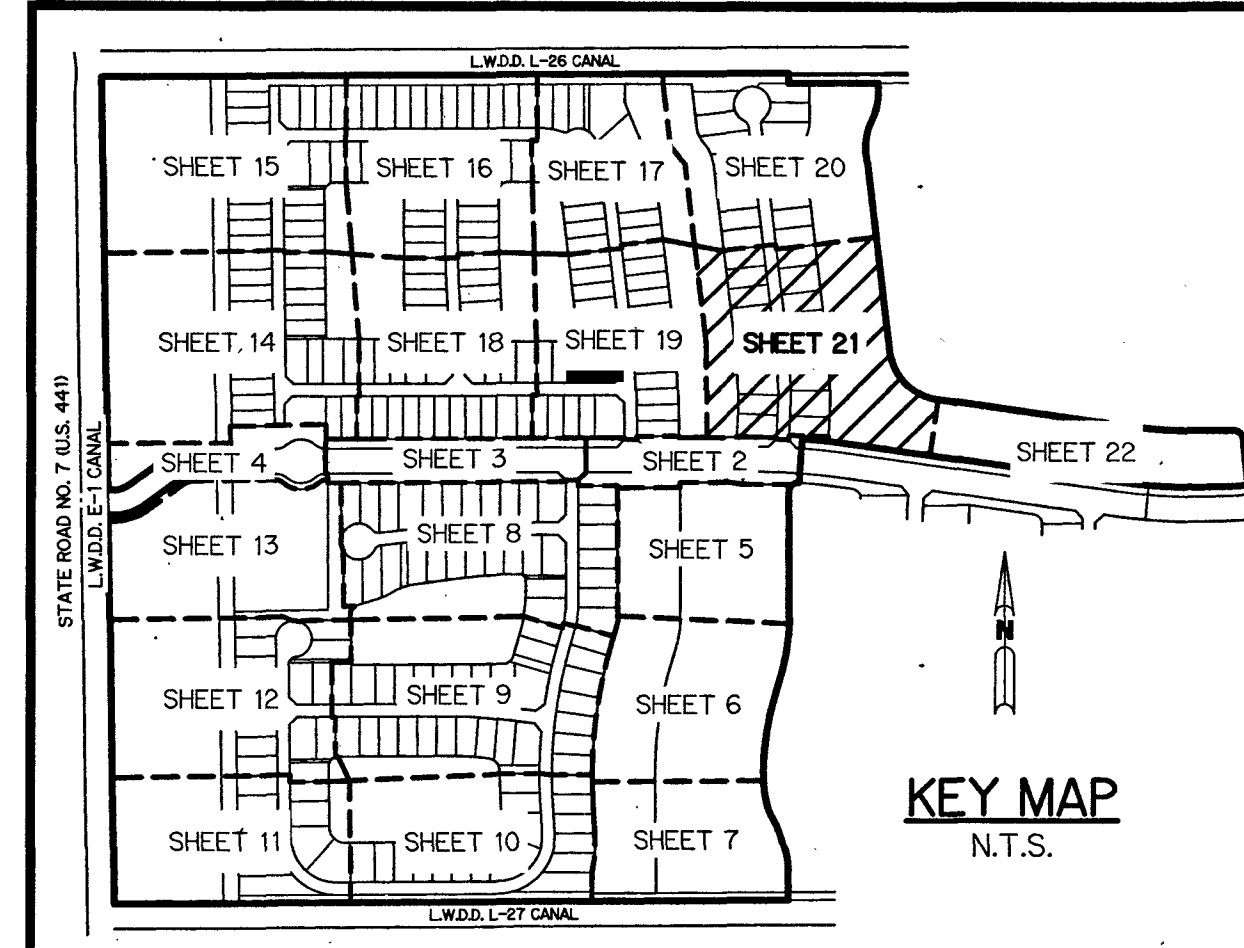 L.W.D.D. L-26 CANAL
SHEET 15
SHEET 16
SHEET 17
SHEET 20
SHEET 14
SHEET 18
SHEET 19
SHEET 21
STATE ROAD NO. 7 (U.S. 441)
L.W.D.D. E-1 CANAL
SHEET 4
SHEET 3
SHEET 2
SHEET 22
SHEET 13
SHEET 8
SHEET 5
N
SHEET 12
SHEET 9
SHEET 6
KEY MAP
N.T.S.
SHEET 11
SHEET 10
SHEET 7
L.W.D.D. L-27 CANAL